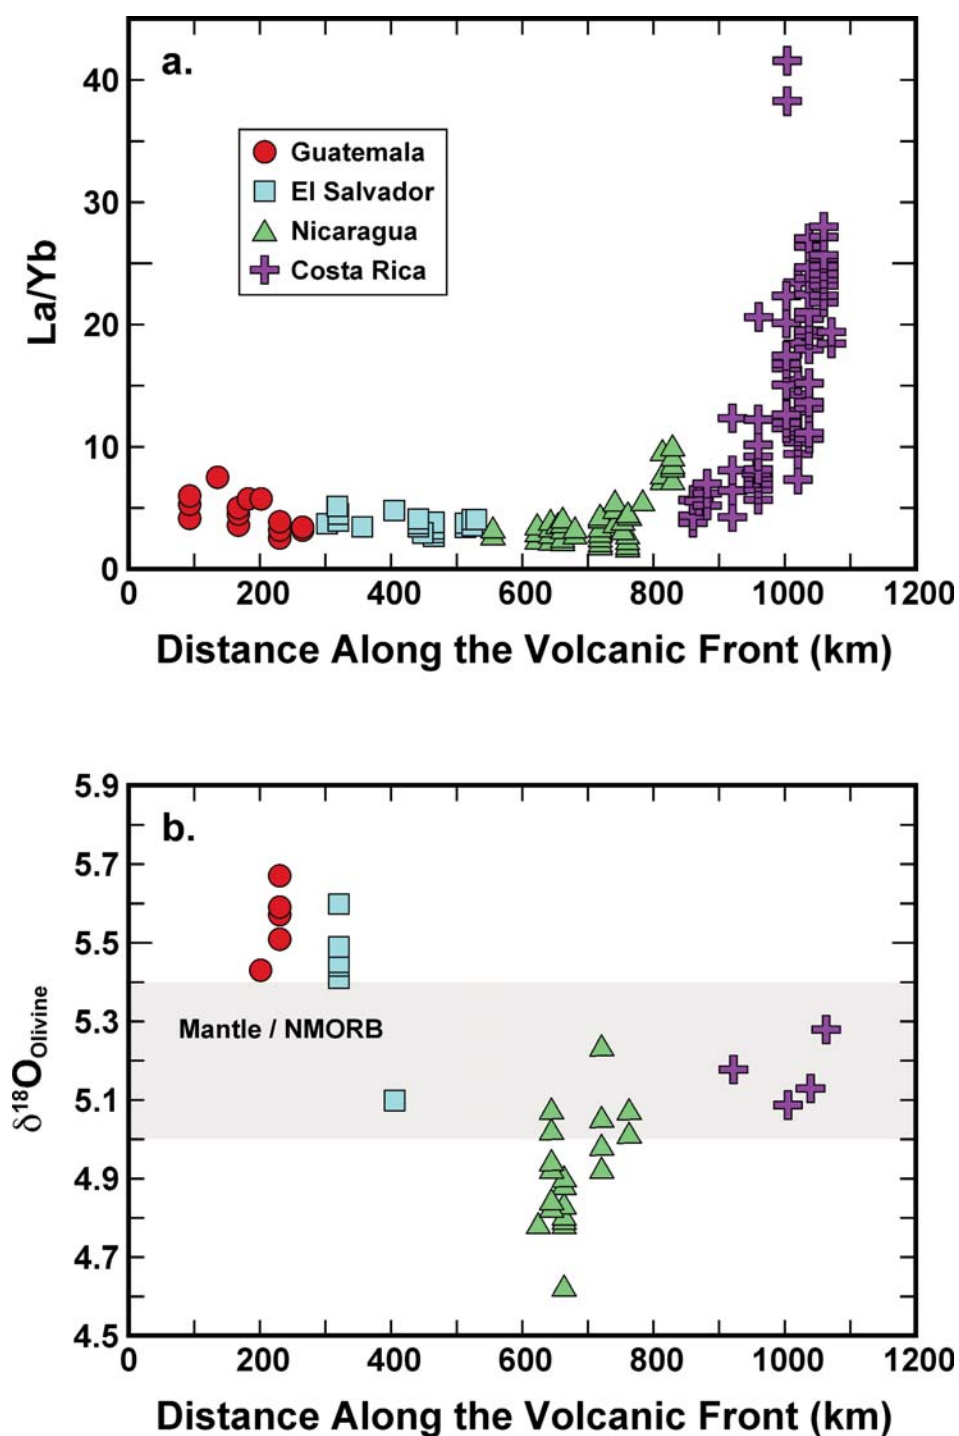 a.
40
30
20
10
0
La/Yb
Guatemala
El Salvador
Nicaragua
Costa Rica
0 200 400 600 800 1000 1200
Distance Along the Volcanic Front (km)
b.
5.9
5.7
5.5
5.3
5.1
4.9
4.7
4.5
δ¹⁸O Olivine
Mantle / NMORB
0 200 400 600 800 1000 1200
Distance Along the Volcanic Front (km)